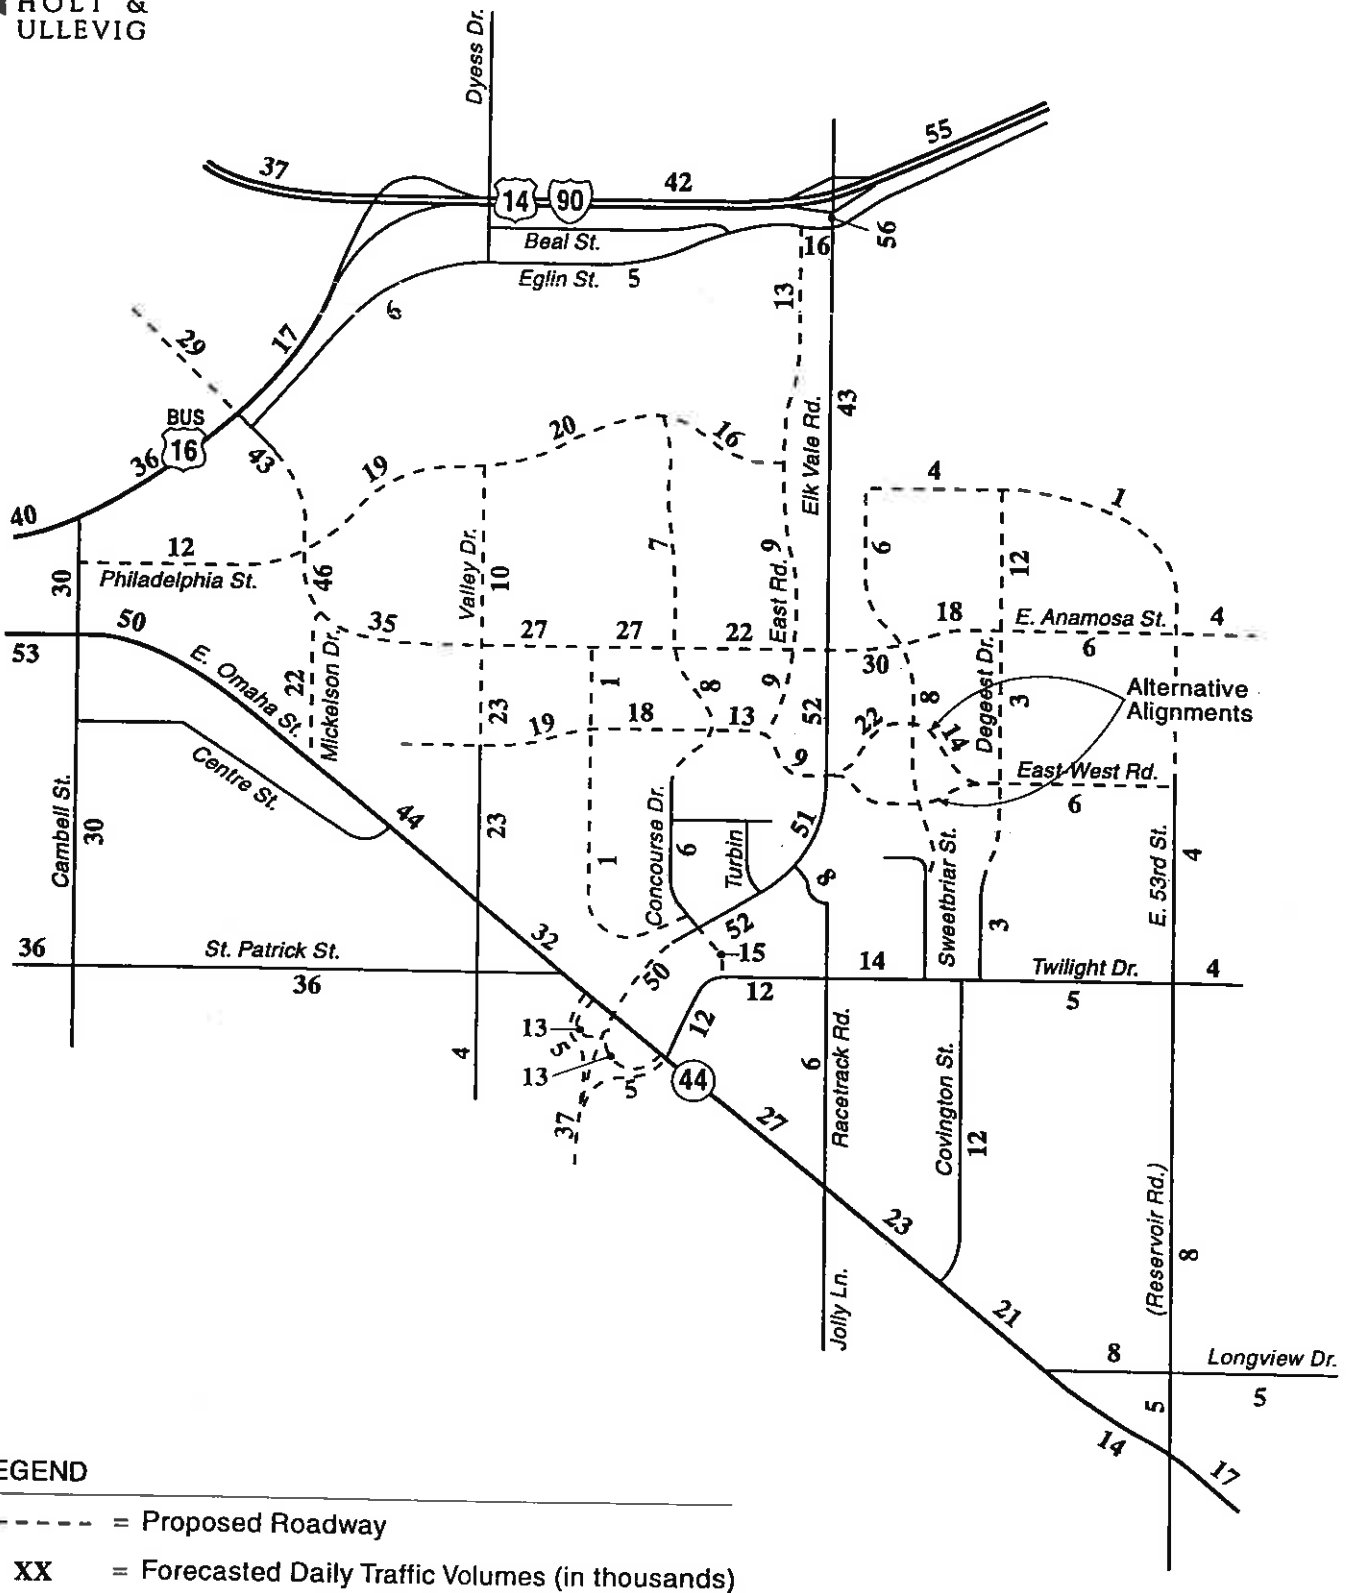 HOLT &
ULLEVIG
Dyess Dr.
55
37
42
14
90
56
Beal St.
16
Eglin St.
5
13
6
29
17
43
Elk Vale Rd.
BUS
16
36
43
20
16
19
4
1
40
12
Philadelphia St.
30
46
Valley Dr.
10
7
9
East Rd.
6
12
18
E. Anamosa St.
4
6
50
53
E. Omaha St.
35
27
27
22
30
22
Mickelson Dr.
23
1
8
9
52
8
Degeest Dr.
3
Alternative
Alignments
19
18
13
22
14
9
East-West Rd.
6
Centre St.
Cambell St.
30
44
23
1
Concourse Dr.
6
Turbin
51
8
Sweetbriar St.
3
E. 53rd St.
4
36
St. Patrick St.
36
32
52
50
15
14
12
Twilight Dr.
4
5
13
5
13
5
12
4
44
37
27
6
Racetrack Rd.
Covington St.
12
23
(Reservoir Rd.)
8
Jolly Ln.
21
8
Longview Dr.
5
5
14
17
EGEND
= Proposed Roadway
XX = Forecasted Daily Traffic Volumes (in thousands)